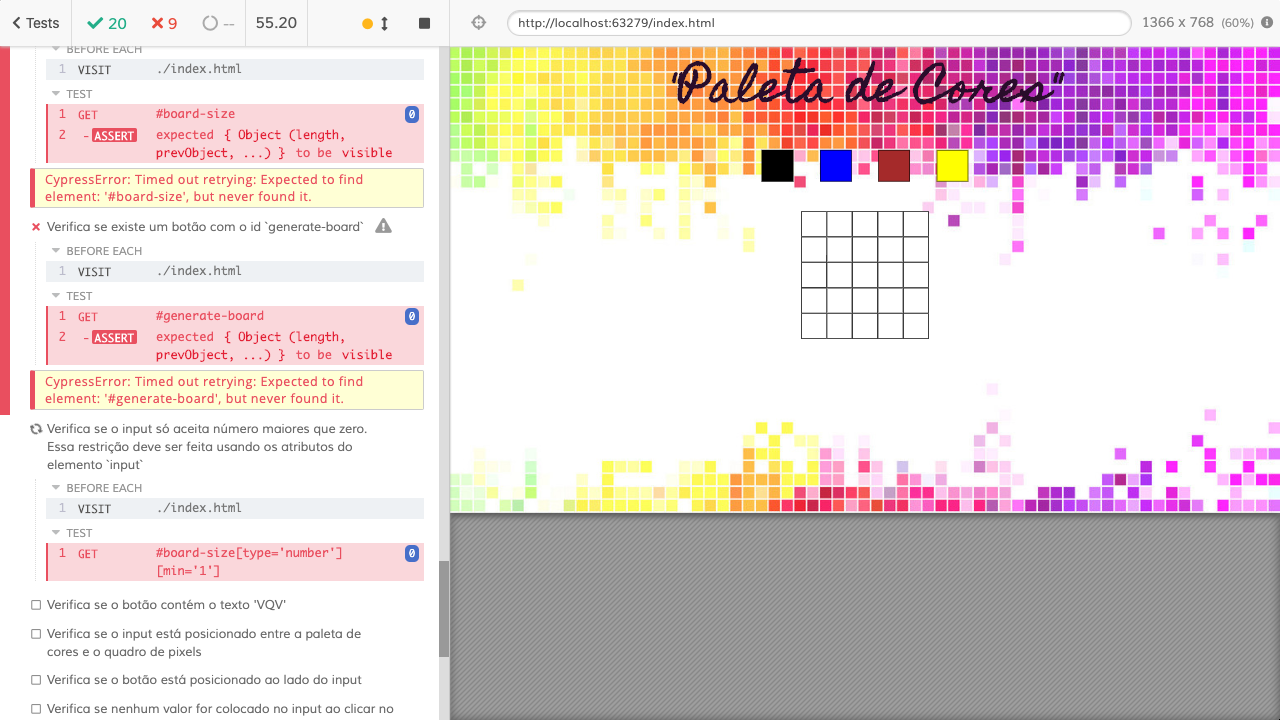 Tests
20
9
--
55.20
http://localhost:63279/index.html
1366 x 768 (60%)
BEFORE EACH
1 VISIT ./index.html
TEST
1 GET #board-size 0
2 -ASSERT expected { Object (length,
prevObject, ...) } to be visible
CypressError: Timed out retrying: Expected to find
element: '#board-size', but never found it.
Verifica se existe um botão com o id `generate-board`
BEFORE EACH
1 VISIT ./index.html
TEST
1 GET #generate-board 0
2 -ASSERT expected { Object (length,
prevObject, ...) } to be visible
CypressError: Timed out retrying: Expected to find
element: '#generate-board', but never found it.
Verifica se o input só aceita número maiores que zero.
Essa restrição deve ser feita usando os atributos do
elemento `input`
BEFORE EACH
1 VISIT ./index.html
TEST
1 GET #board-size[type='number']
[min='1'] 0
Verifica se o botão contém o texto 'VQV'
Verifica se o input está posicionado entre a paleta de
cores e o quadro de pixels
Verifica se o botão está posicionado ao lado do input
Verifica se nenhum valor for colocado no input ao clicar no
"Paleta de Cores"